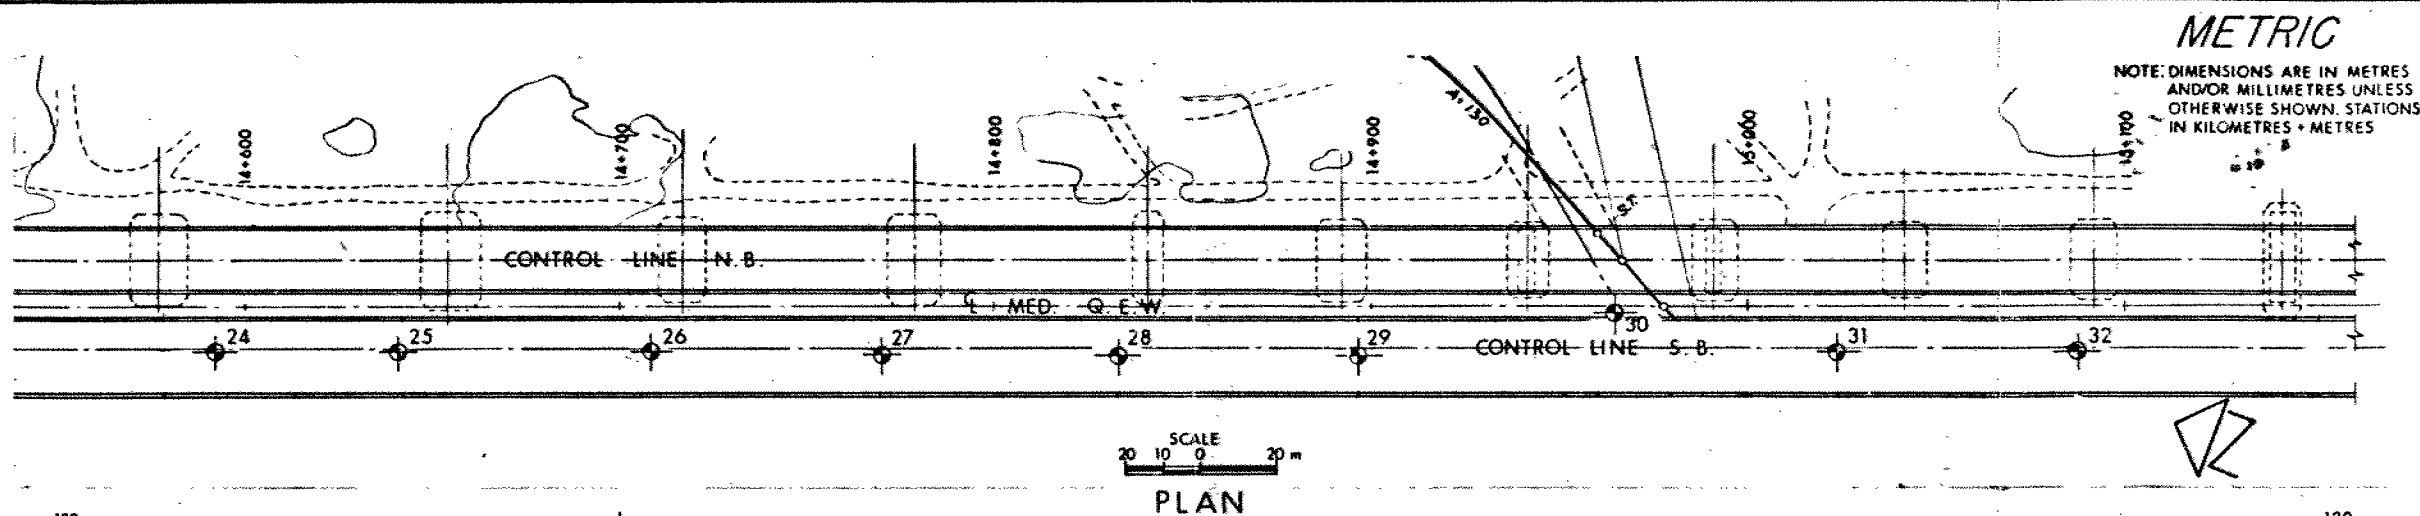 METRIC
NOTE: DIMENSIONS ARE IN METRES
AND/OR MILLIMETRES UNLESS
OTHERWISE SHOWN. STATIONS
IN KILOMETRES + METRES
14+600
14+700
14+800
14+900
15+000
15+100
A+150
S.T.
CONTROL LINE N.B.
℄ MED. Q.E.W.
24
25
26
27
28
29
30
31
32
CONTROL LINE S.B.
SCALE
20 10 0 20 m
PLAN